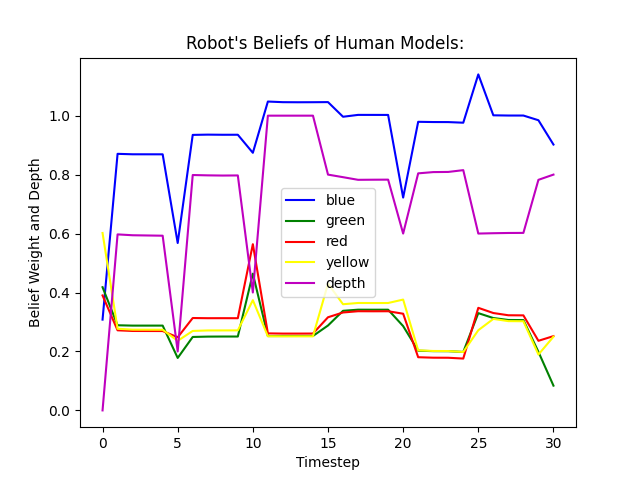 Robot's Beliefs of Human Models:
Belief Weight and Depth
1.0
0.8
0.6
0.4
0.2
0.0
blue
green
red
yellow
depth
0 5 10 15 20 25 30
Timestep